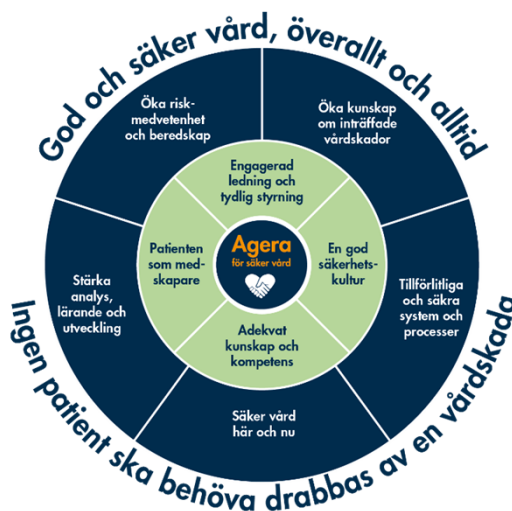 God och säker vård, överallt och alltid
Öka risk-
medvetenhet
och beredskap
Öka kunskap
om inträffade
vårdskador
Engagerad
ledning och
tydlig styrning
Patienten
som med-
skapare
Agera
för säker vård
En god
säkerhets-
kultur
Stärka
analys,
lärande och
utveckling
Tillförlitliga
och säkra
system och
processer
Adekvat
kunskap och
kompetens
Säker vård
här och nu
Ingen patient ska behöva drabbas av en vårdskada